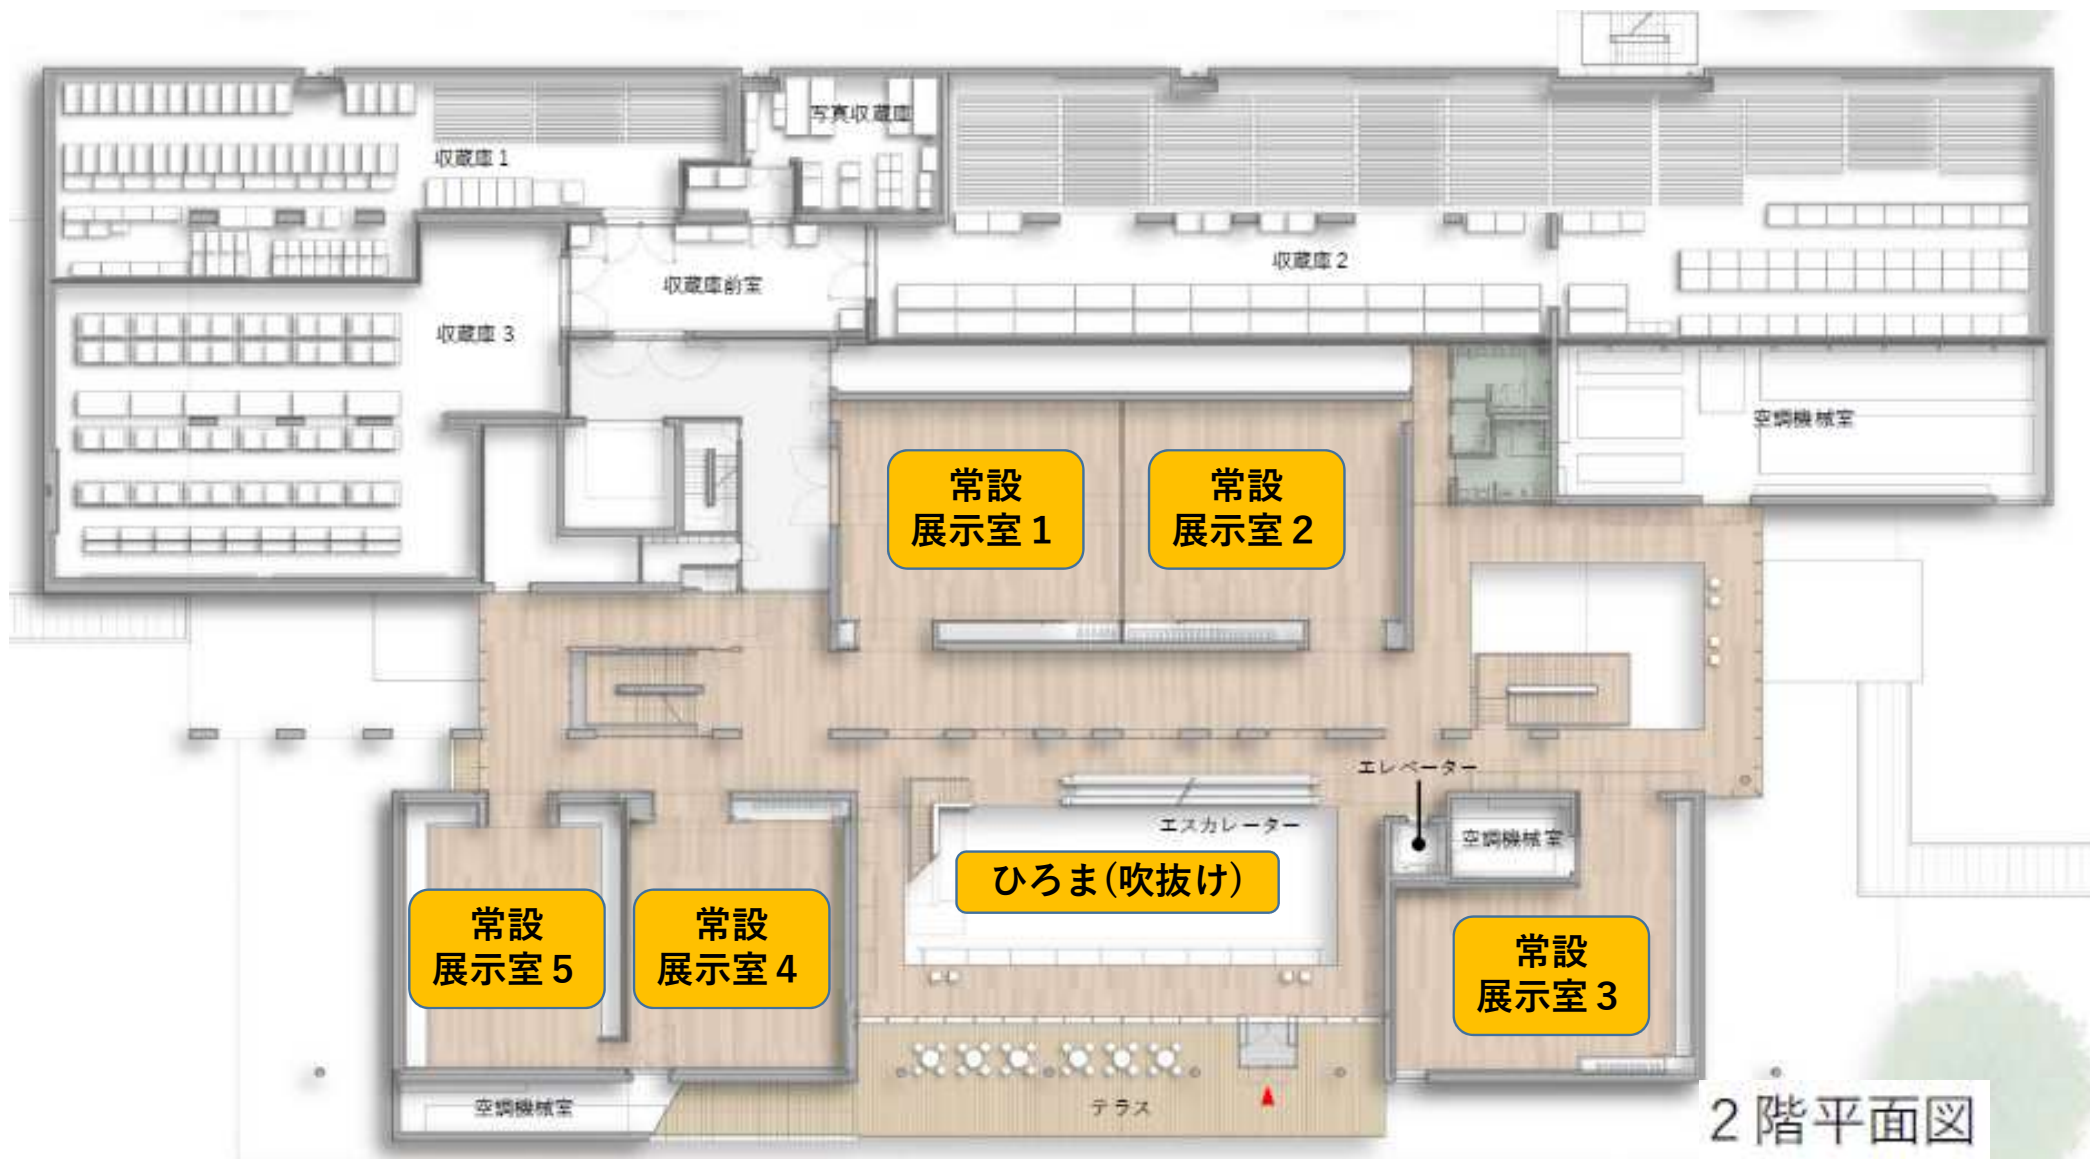 写真収蔵庫
収蔵庫1
収蔵庫2
収蔵庫前室
収蔵庫3
空調機械室
常設
展示室1
常設
展示室2
エレベーター
エスカレーター
空調機械室
ひろま(吹抜け)
常設
展示室5
常設
展示室4
常設
展示室3
空調機械室
テラス
2階平面図